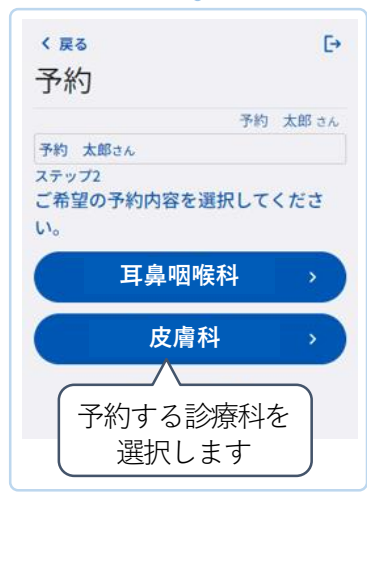 戻る
予約
予約 太郎 さん
予約 太郎さん
ステップ2
ご希望の予約内容を選択してくださ
い。
耳鼻咽喉科
皮膚科
予約する診療科を
選択します